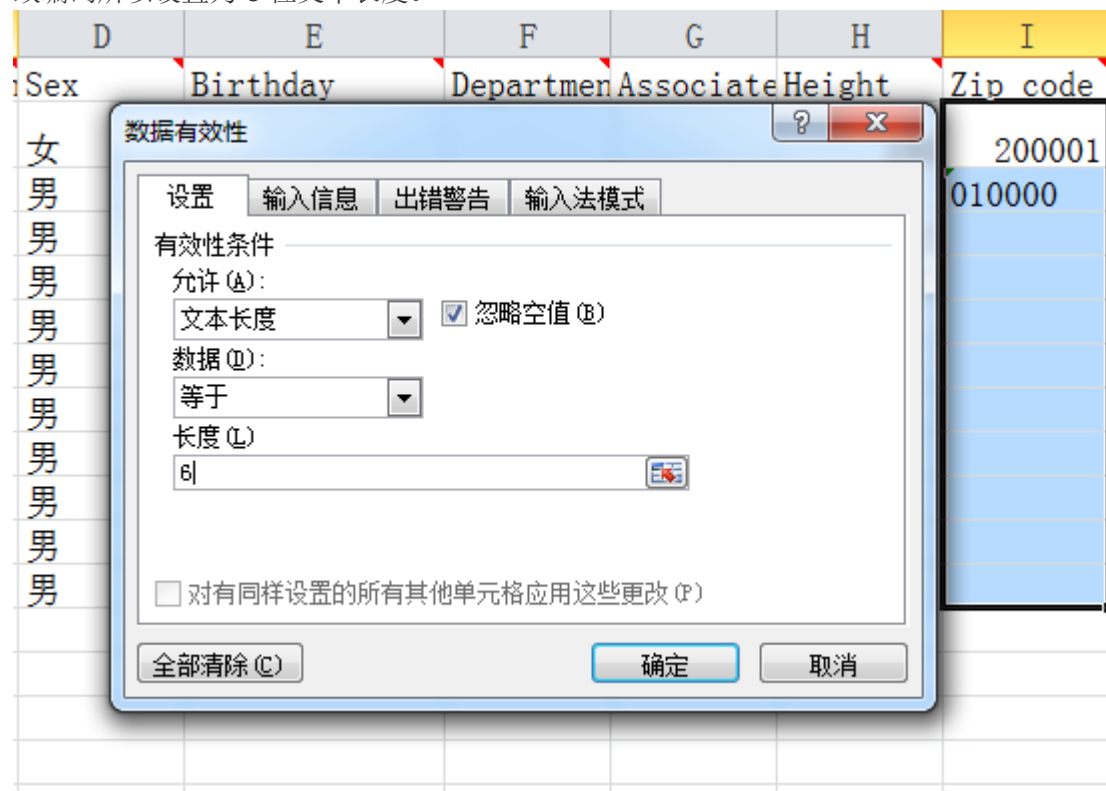 D E F G H I
Sex Birthday Departmen Associate Height Zip code
女 200001
男 010000
男
男
男
男
男
男
男
男
男
数据有效性
设置 输入信息 出错警告 输入法模式
有效性条件
允许(A):
文本长度 忽略空值(B)
数据(D):
等于
长度(L)
6
对有同样设置的所有其他单元格应用这些更改(P)
全部清除(C) 确定 取消